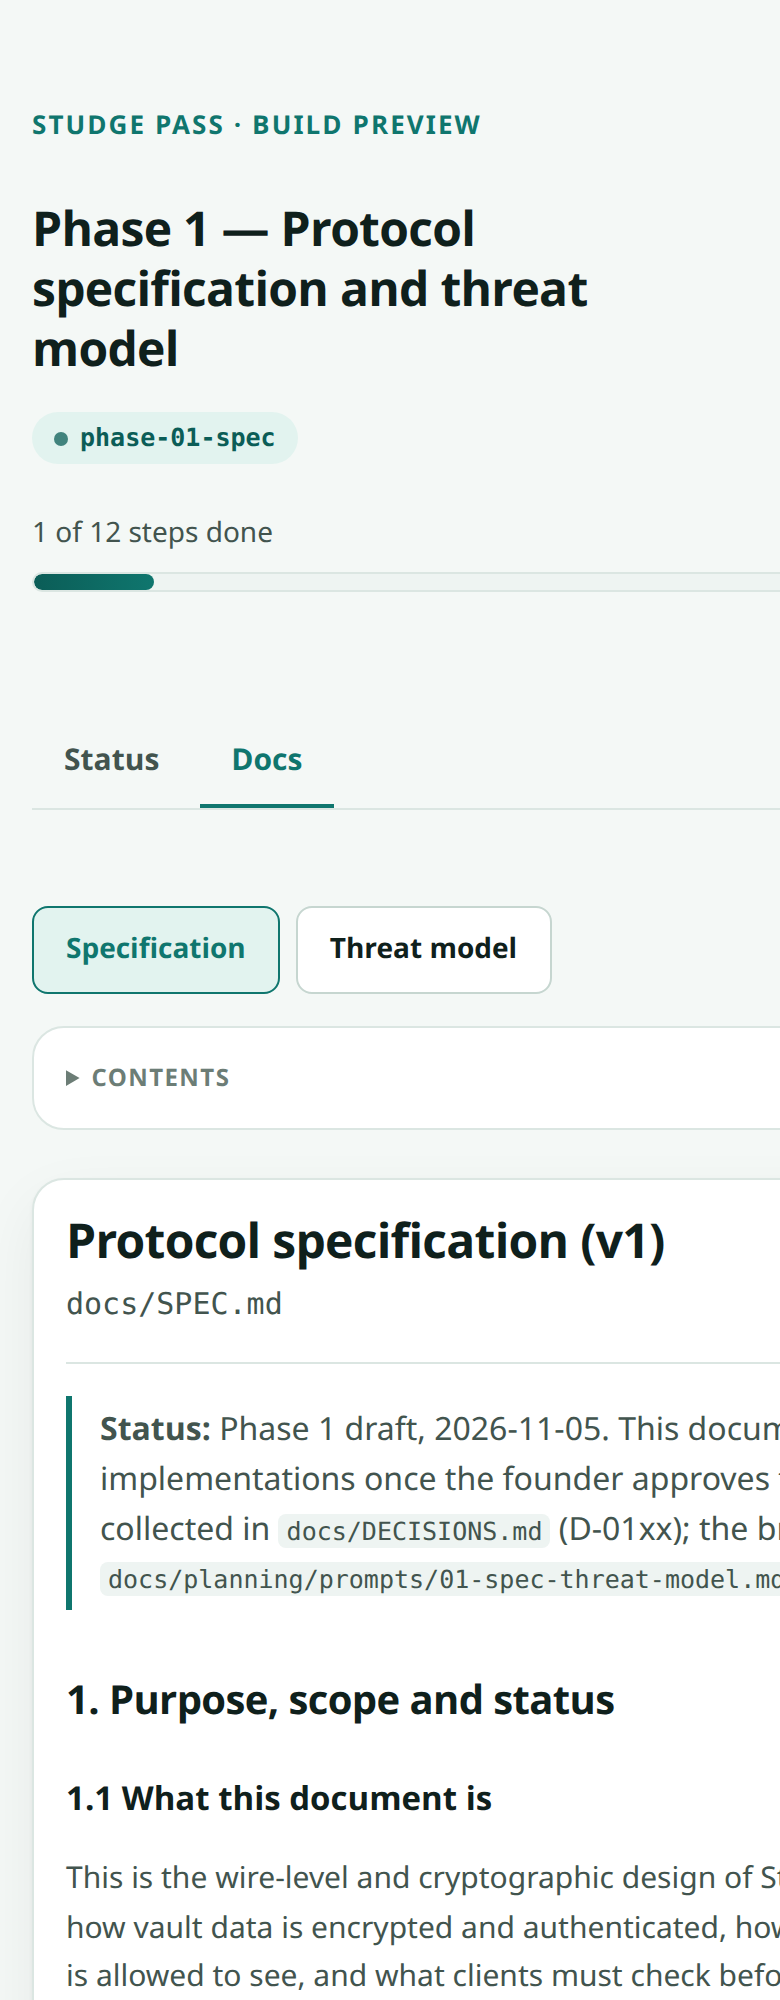 STUDGE PASS · BUILD PREVIEW
Phase 1 — Protocol
specification and threat
model
phase-01-spec
1 of 12 steps done
Status Docs
Specification Threat model
CONTENTS
Protocol specification (v1)
docs/SPEC.md
Status: Phase 1 draft, 2026-11-05. This
implementations once the founder approves
collected in docs/DECISIONS.md (D-01xx); the
docs/planning/prompts/01-spec-threat-model.md
1. Purpose, scope and status
1.1 What this document is
This is the wire-level and cryptographic design of
how vault data is encrypted and authenticated,
is allowed to see, and what clients must check